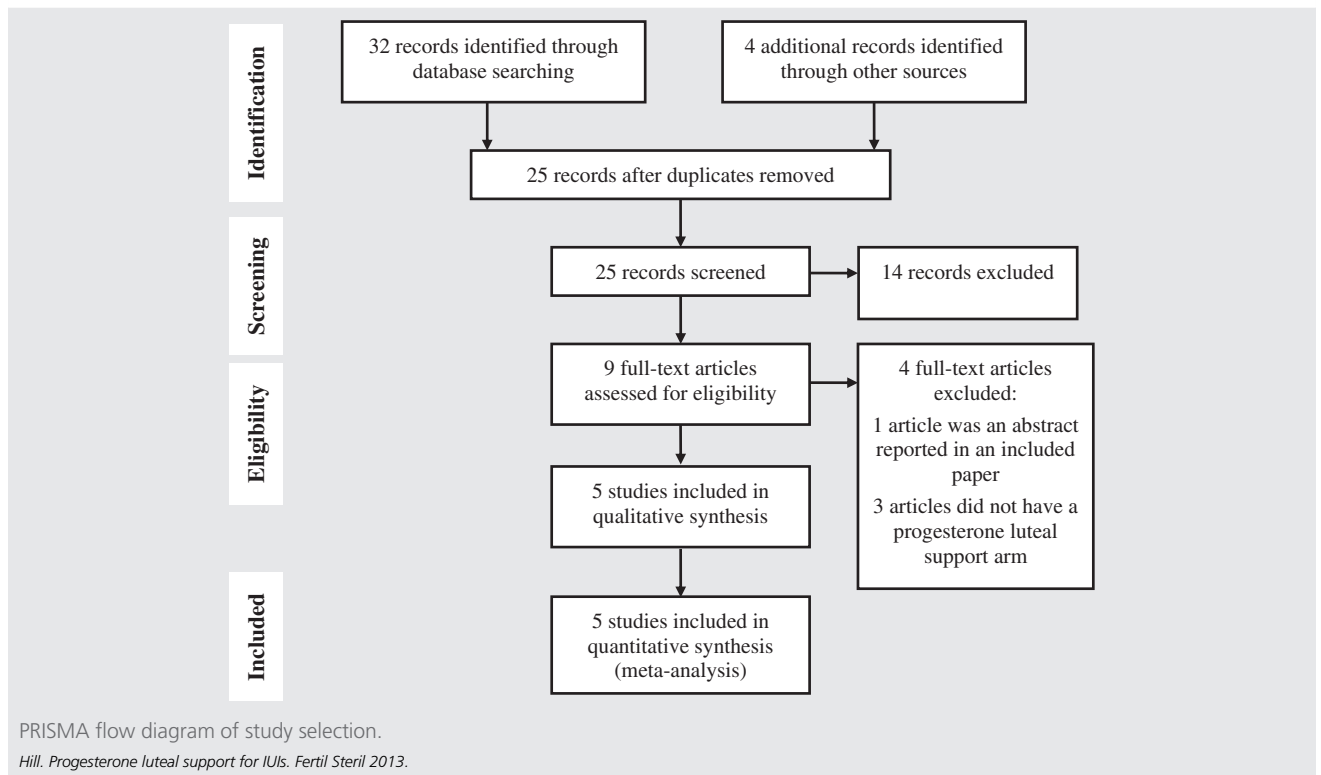 Identification
32 records identified through
database searching
4 additional records identified
through other sources
25 records after duplicates removed
Screening
25 records screened
14 records excluded
Eligibility
9 full-text articles
assessed for eligibility
4 full-text articles
excluded:
1 article was an abstract
reported in an included
paper
3 articles did not have a
progesterone luteal
support arm
5 studies included in
qualitative synthesis
Included
5 studies included in
quantitative synthesis
(meta-analysis)
PRISMA flow diagram of study selection.
Hill. Progesterone luteal support for IUIs. Fertil Steril 2013.